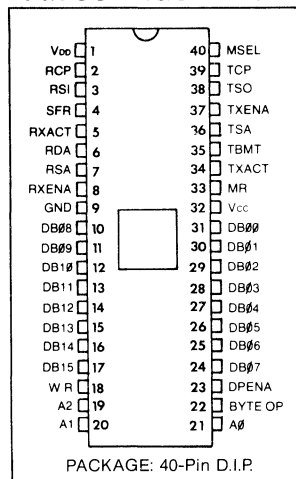 VDD 1 40 MSEL
RCP 2 39 TCP
RSI 3 38 TSO
SFR 4 37 TXENA
RXACT 5 36 TSA
RDA 6 35 TBMT
RSA 7 34 TXACT
RXENA 8 33 MR
GND 9 32 Vcc
DBØ8 10 31 DBØØ
DBØ9 11 30 DBØ1
DB1Ø 12 29 DBØ2
DB11 13 28 DBØ3
DB12 14 27 DBØ4
DB13 15 26 DBØ5
DB14 16 25 DBØ6
DB15 17 24 DBØ7
W R 18 23 DPENA
A2 19 22 BYTE OP
A1 20 21 AØ
PACKAGE: 40-Pin D.I.P.